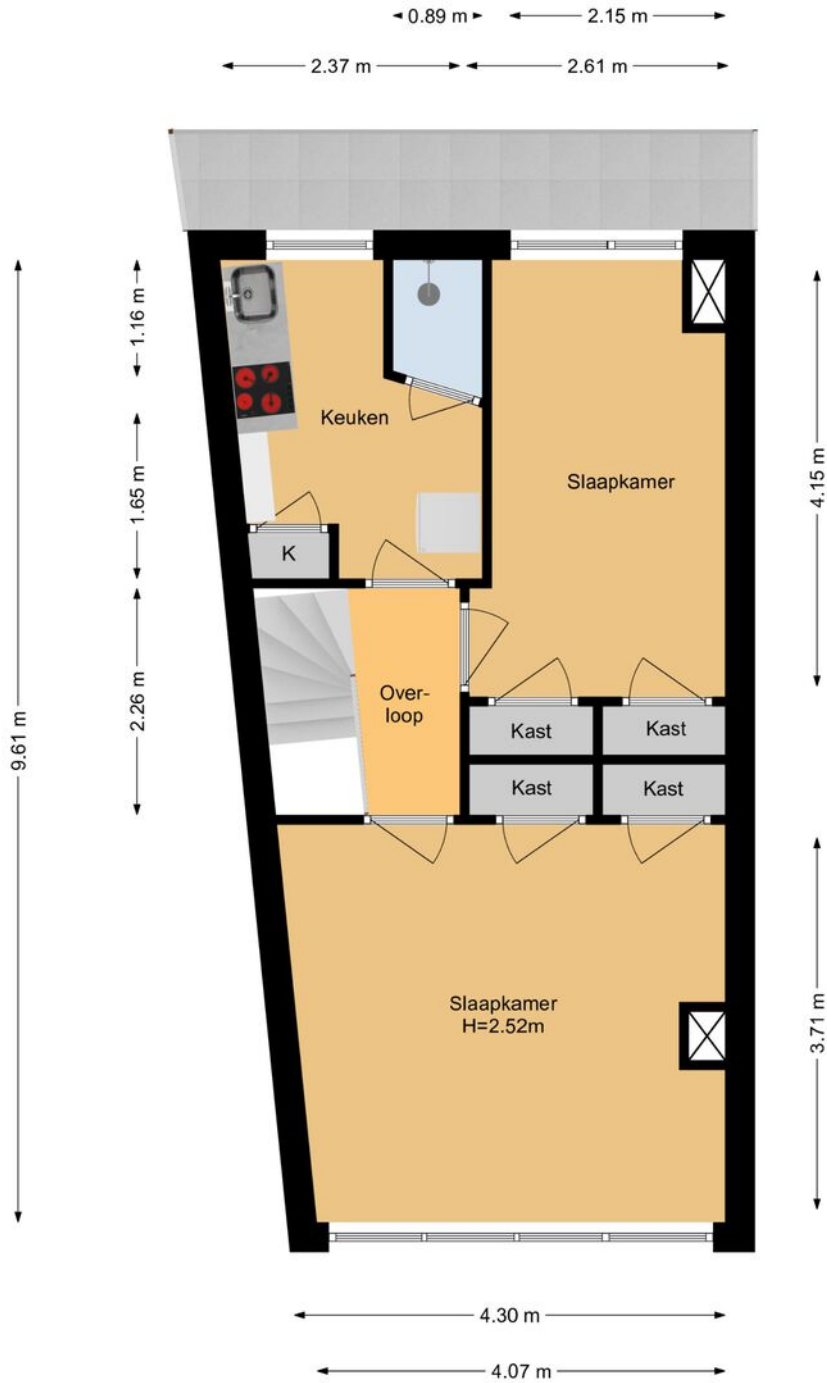 0.89 m
2.15 m
2.37 m
2.61 m
1.16 m
Keuken
4.15 m
Slaapkamer
1.65 m
K
2.26 m
Over-
loop
9.61 m
Kast
Kast
Kast
Kast
Slaapkamer
H=2.52m
3.71 m
4.30 m
4.07 m